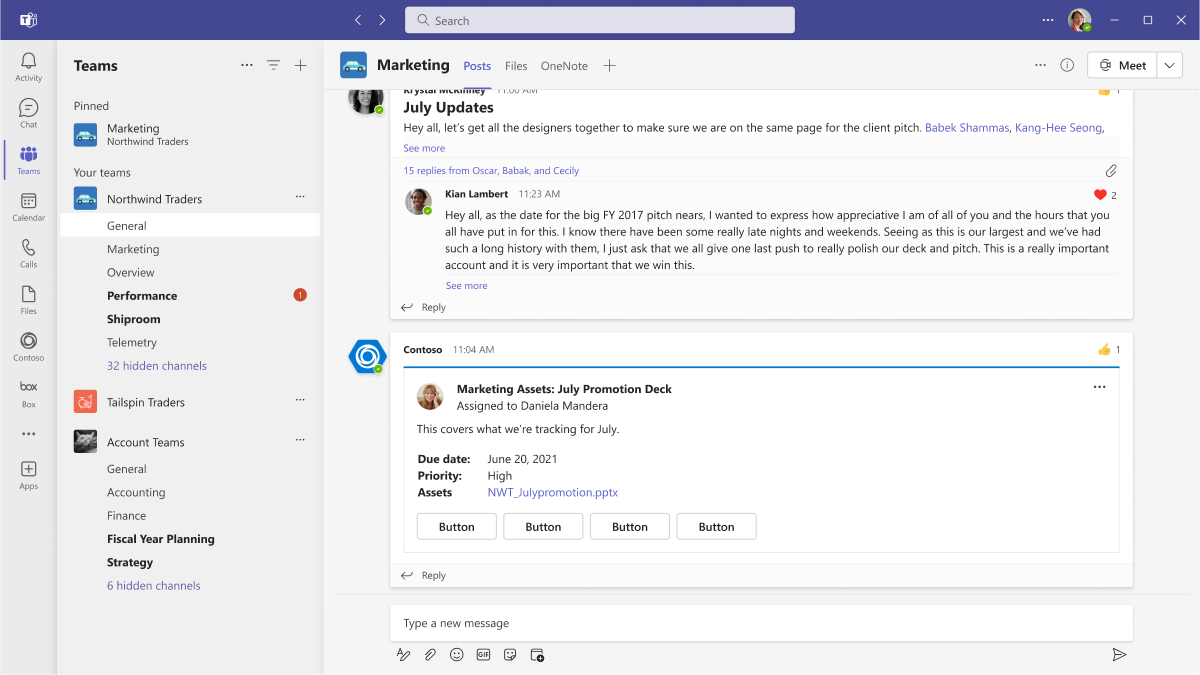 Search
Activity
Chat
Teams
Calendar
Calls
Files
Contoso
box
Box
Apps
Teams
Pinned
Marketing
Northwind Traders
Your teams
Northwind Traders
General
Marketing
Overview
Performance
1
Shiproom
Telemetry
32 hidden channels
Tailspin Traders
Account Teams
General
Accounting
Finance
Fiscal Year Planning
Strategy
6 hidden channels
Marketing Posts Files OneNote
Meet
Krystal McKinney 11:00 AM 1
July Updates
Hey all, let’s get all the designers together to make sure we are on the same page for the client pitch. Babek Shammas, Kang-Hee Seong,
See more
15 replies from Oscar, Babak, and Cecily
Kian Lambert 11:23 AM 2
Hey all, as the date for the big FY 2017 pitch nears, I wanted to express how appreciative I am of all of you and the hours that you
all have put in for this. I know there have been some really late nights and weekends. Seeing as this is our largest and we’ve had
such a long history with them, I just ask that we all give one last push to really polish our deck and pitch. This is a really important
account and it is very important that we win this.
See more
Reply
Contoso 11:04 AM 1
Marketing Assets: July Promotion Deck
Assigned to Daniela Mandera
This covers what we’re tracking for July.
Due date: June 20, 2021
Priority: High
Assets NWT_Julypromotion.pptx
Button Button Button Button
Reply
Type a new message
GIF